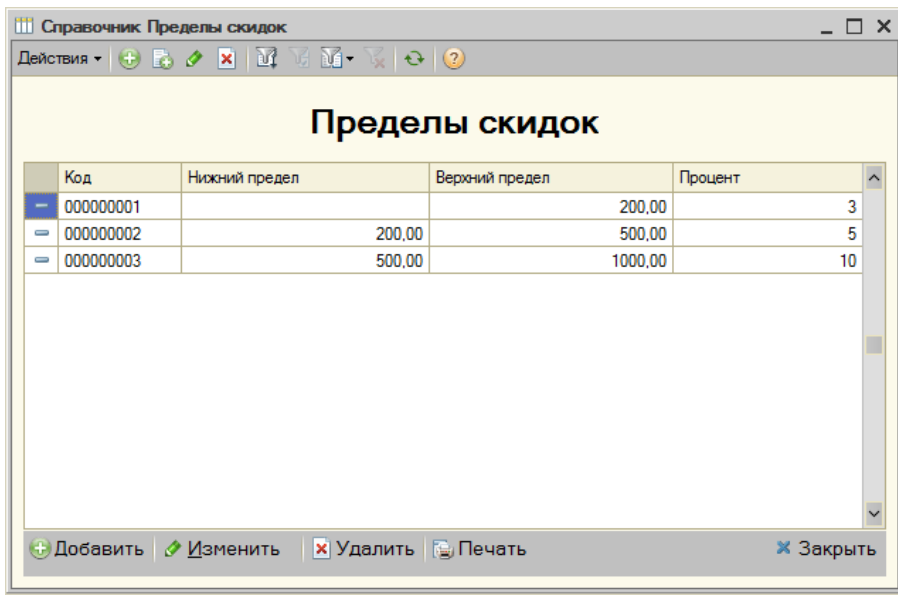 Справочник Пределы скидок
Действия
Пределы скидок
Код Нижний предел Верхний предел Процент
000000001 200,00 3
000000002 200,00 500,00 5
000000003 500,00 1000,00 10
Добавить Изменить Удалить Печать Закрыть